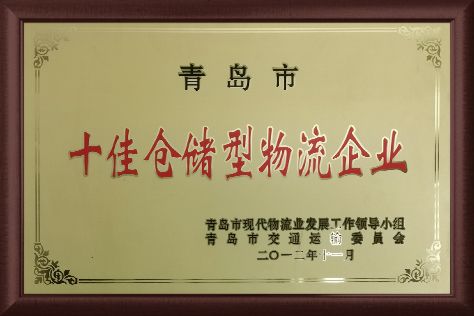 青岛市
十佳仓储型物流企业
青岛市现代物流业发展工作领导小组
青岛市交通运输委员会
二〇一二年十一月